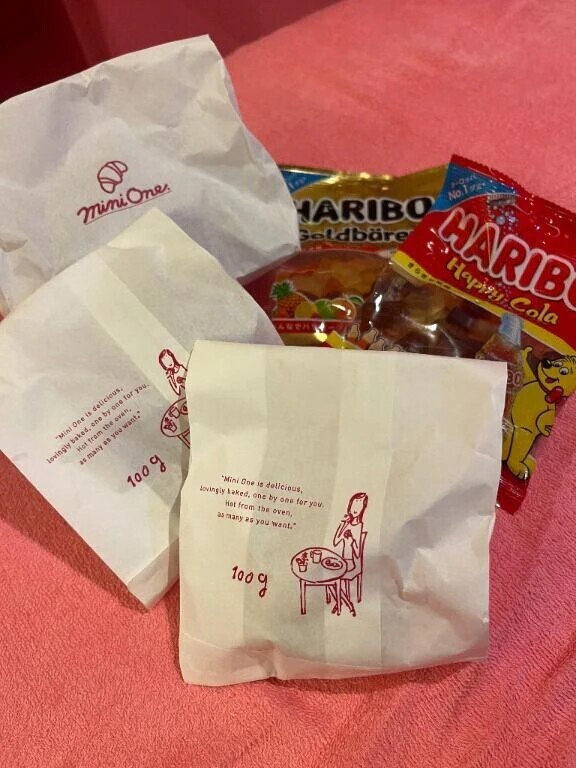 mini One.
HARIBO
Goldbären
No.1
HARIBO
Happy Cola
"Mini One is delicious,
lovingly baked, one by one for you.
Hot from the oven,
as many as you want."
100g
"Mini One is delicious,
lovingly baked, one by one for you.
Hot from the oven,
as many as you want."
100g